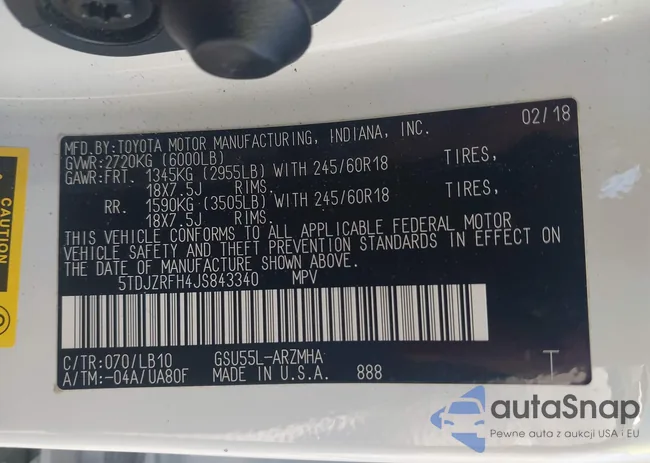 02/18
MFD.BY:TOYOTA MOTOR MANUFACTURING, INDIANA, INC.
GVWR:2720KG (6000LB)
GAWR:FRT. 1345KG (2955LB) WITH 245/60R18 TIRES,
18X7.5J RIMS.
RR. 1590KG (3505LB) WITH 245/60R18 TIRES,
18X7.5J RIMS.
THIS VEHICLE CONFORMS TO ALL APPLICABLE FEDERAL MOTOR
VEHICLE SAFETY AND THEFT PREVENTION STANDARDS IN EFFECT ON
THE DATE OF MANUFACTURE SHOWN ABOVE.
5TDJZRFH4JS843340 MPV
C/TR:070/LB10 GSU55L-ARZMHA T
A/TM:-04A/UA80F MADE IN U.S.A. 888
CAUTION
autaSnap
Pewne auta z aukcji USA i EU